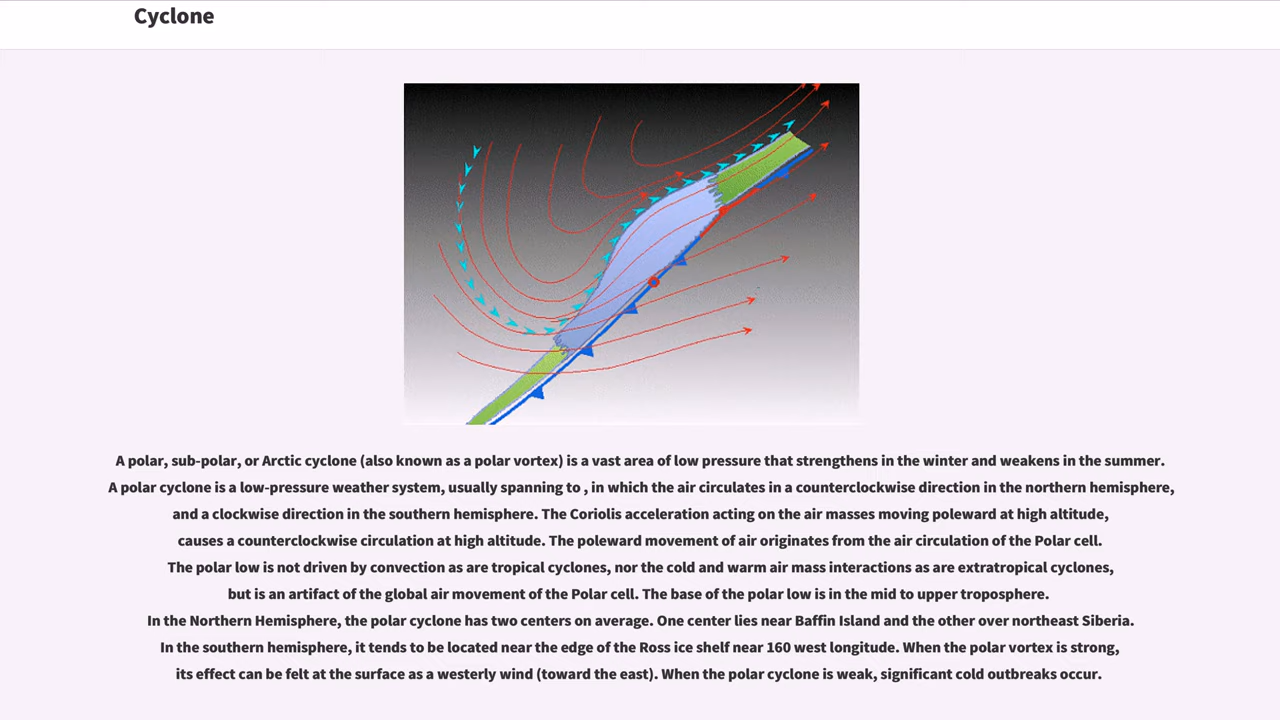 Cyclone
A polar, sub-polar, or Arctic cyclone (also known as a polar vortex) is a vast area of low pressure that strengthens in the winter and weakens in the summer.
A polar cyclone is a low-pressure weather system, usually spanning to , in which the air circulates in a counterclockwise direction in the northern hemisphere,
and a clockwise direction in the southern hemisphere. The Coriolis acceleration acting on the air masses moving poleward at high altitude,
causes a counterclockwise circulation at high altitude. The poleward movement of air originates from the air circulation of the Polar cell.
The polar low is not driven by convection as are tropical cyclones, nor the cold and warm air mass interactions as are extratropical cyclones,
but is an artifact of the global air movement of the Polar cell. The base of the polar low is in the mid to upper troposphere.
In the Northern Hemisphere, the polar cyclone has two centers on average. One center lies near Baffin Island and the other over northeast Siberia.
In the southern hemisphere, it tends to be located near the edge of the Ross ice shelf near 160 west longitude. When the polar vortex is strong,
its effect can be felt at the surface as a westerly wind (toward the east). When the polar cyclone is weak, significant cold outbreaks occur.